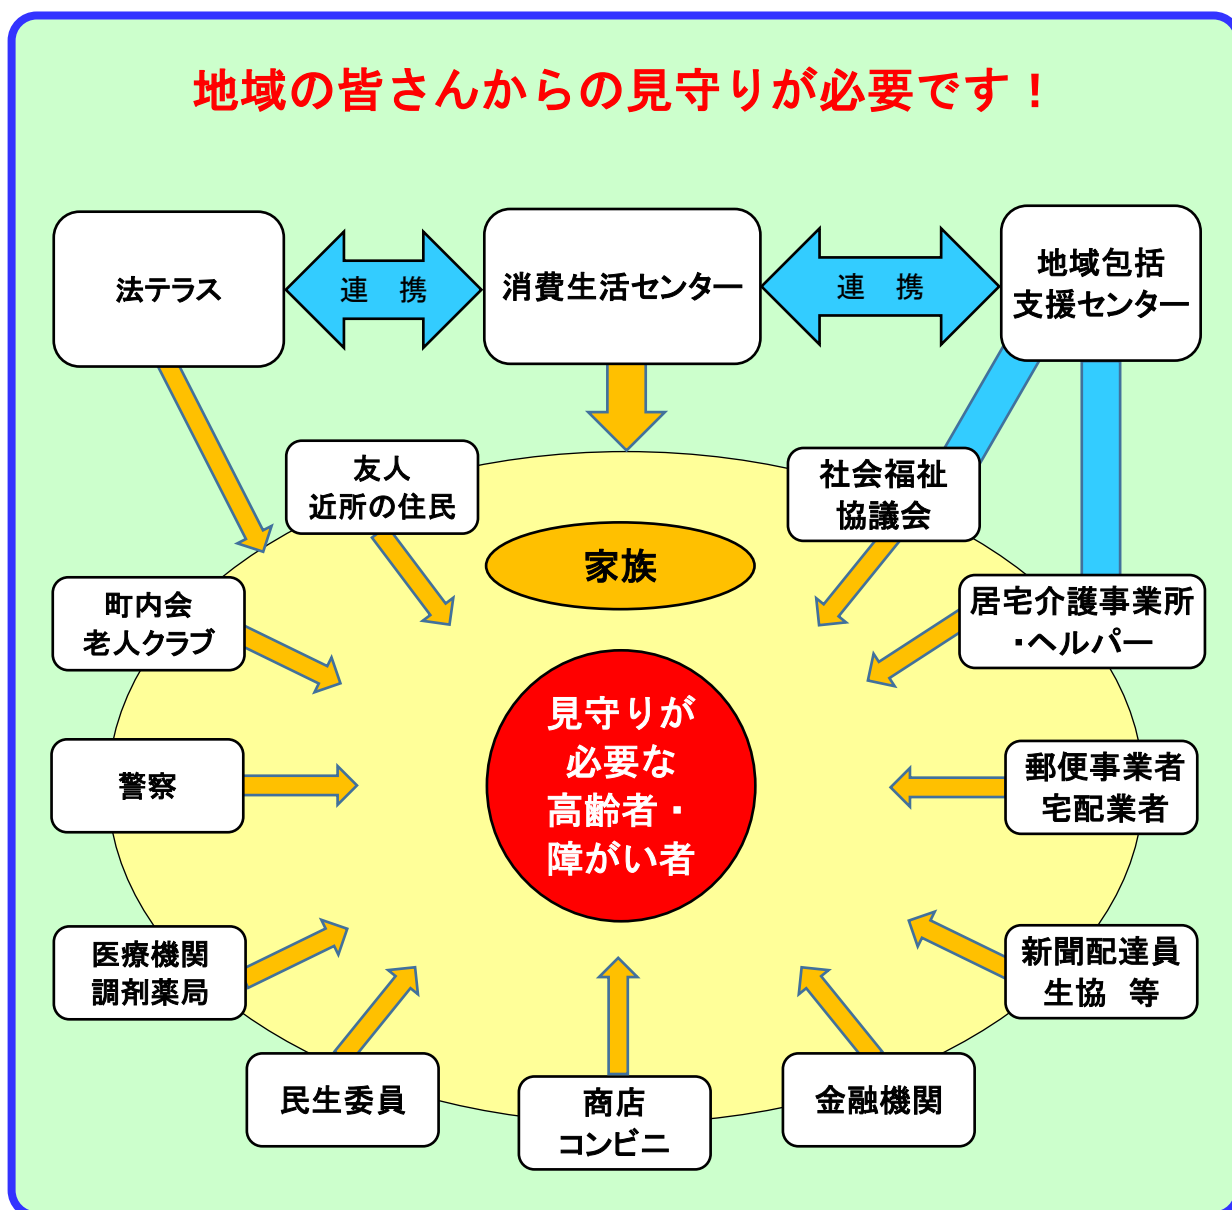 地域の皆さんからの見守りが必要です！
法テラス
連　携
消費生活センター
連　携
地域包括
支援センター
友人
近所の住民
社会福祉
協議会
家族
町内会
老人クラブ
居宅介護事業所
・ヘルパー
見守りが
必要な
高齢者・
障がい者
警察
郵便事業者
宅配業者
医療機関
調剤薬局
新聞配達員
生協　等
民生委員
商店
コンビニ
金融機関